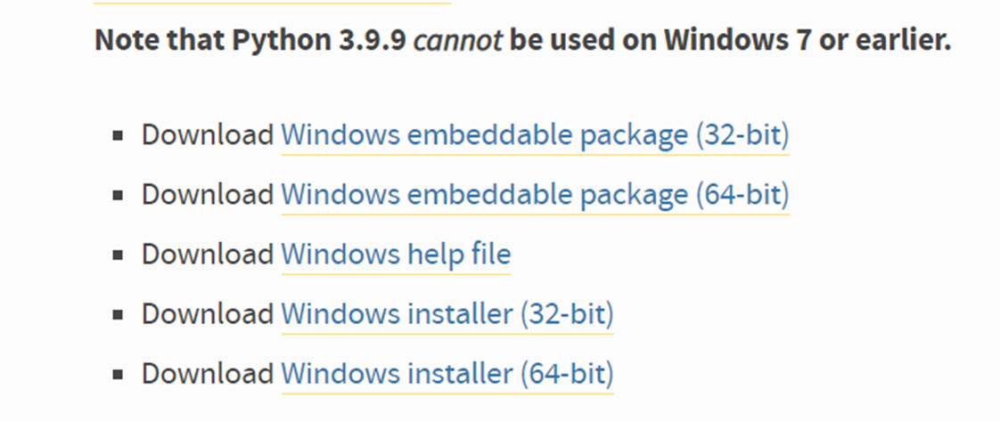 Note that Python 3.9.9 cannot be used on Windows 7 or earlier.
Download Windows embeddable package (32-bit)
Download Windows embeddable package (64-bit)
Download Windows help file
Download Windows installer (32-bit)
Download Windows installer (64-bit)